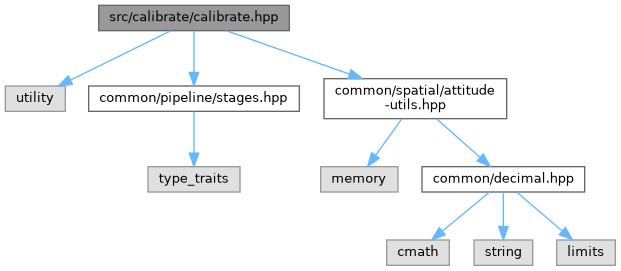 src/calibrate/calibrate.hpp
utility
common/pipeline/stages.hpp
common/spatial/attitude
-utils.hpp
type_traits
memory
common/decimal.hpp
cmath
string
limits